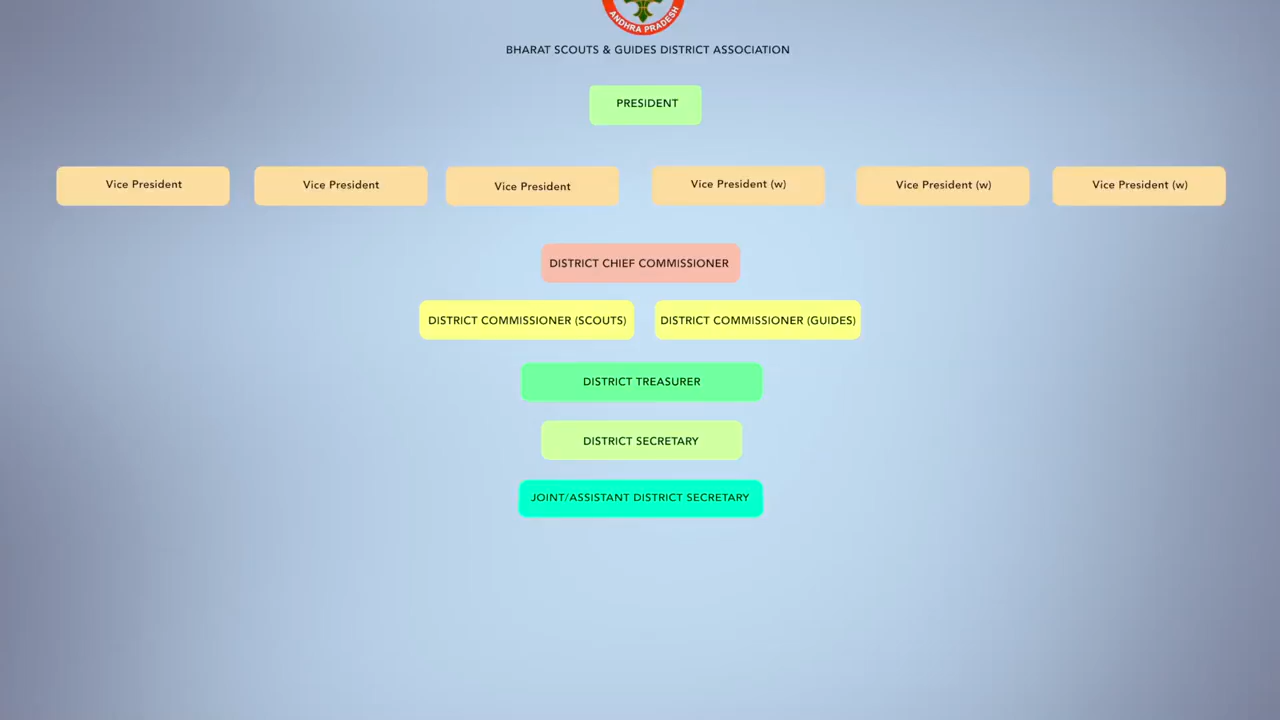 ANDHRA PRADESH
BHARAT SCOUTS & GUIDES DISTRICT ASSOCIATION
PRESIDENT
Vice President
Vice President
Vice President
Vice President (w)
Vice President (w)
Vice President (w)
DISTRICT CHIEF COMMISSIONER
DISTRICT COMMISSIONER (SCOUTS)
DISTRICT COMMISSIONER (GUIDES)
DISTRICT TREASURER
DISTRICT SECRETARY
JOINT/ASSISTANT DISTRICT SECRETARY